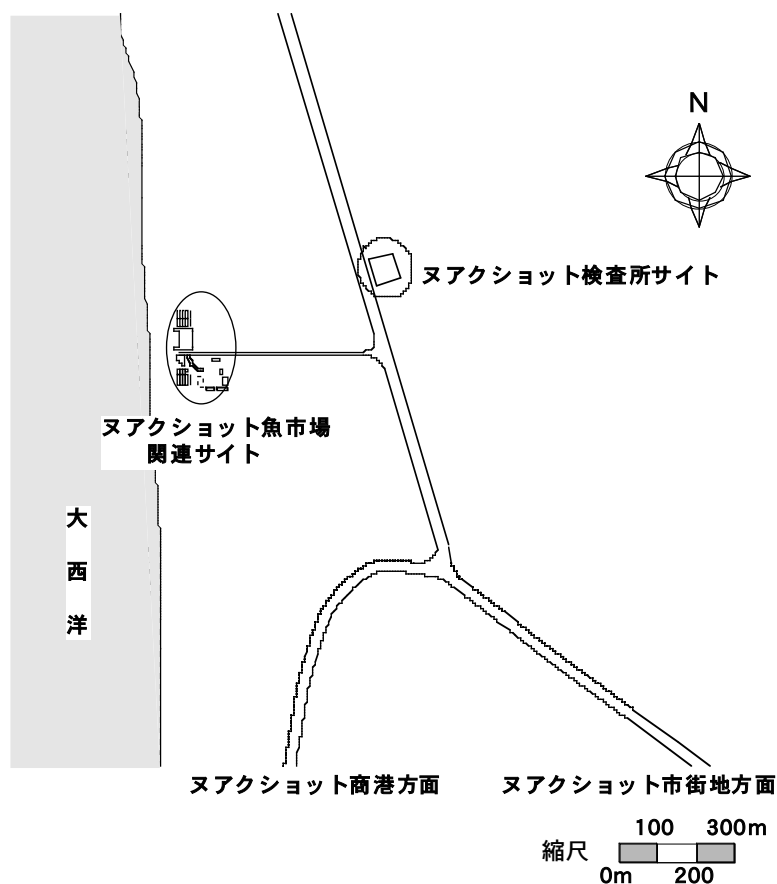 N
ヌアクショット検査所サイト
ヌアクショット魚市場
関連サイト
大
西
洋
ヌアクショット商港方面
ヌアクショット市街地方面
100 300m
縮尺
0m 200